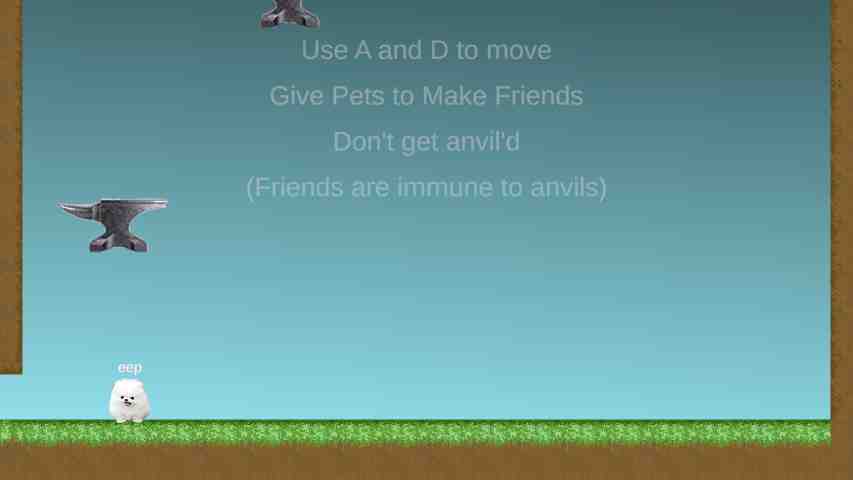 Use A and D to move
Give Pets to Make Friends
Don't get anvil'd
(Friends are immune to anvils)
eep